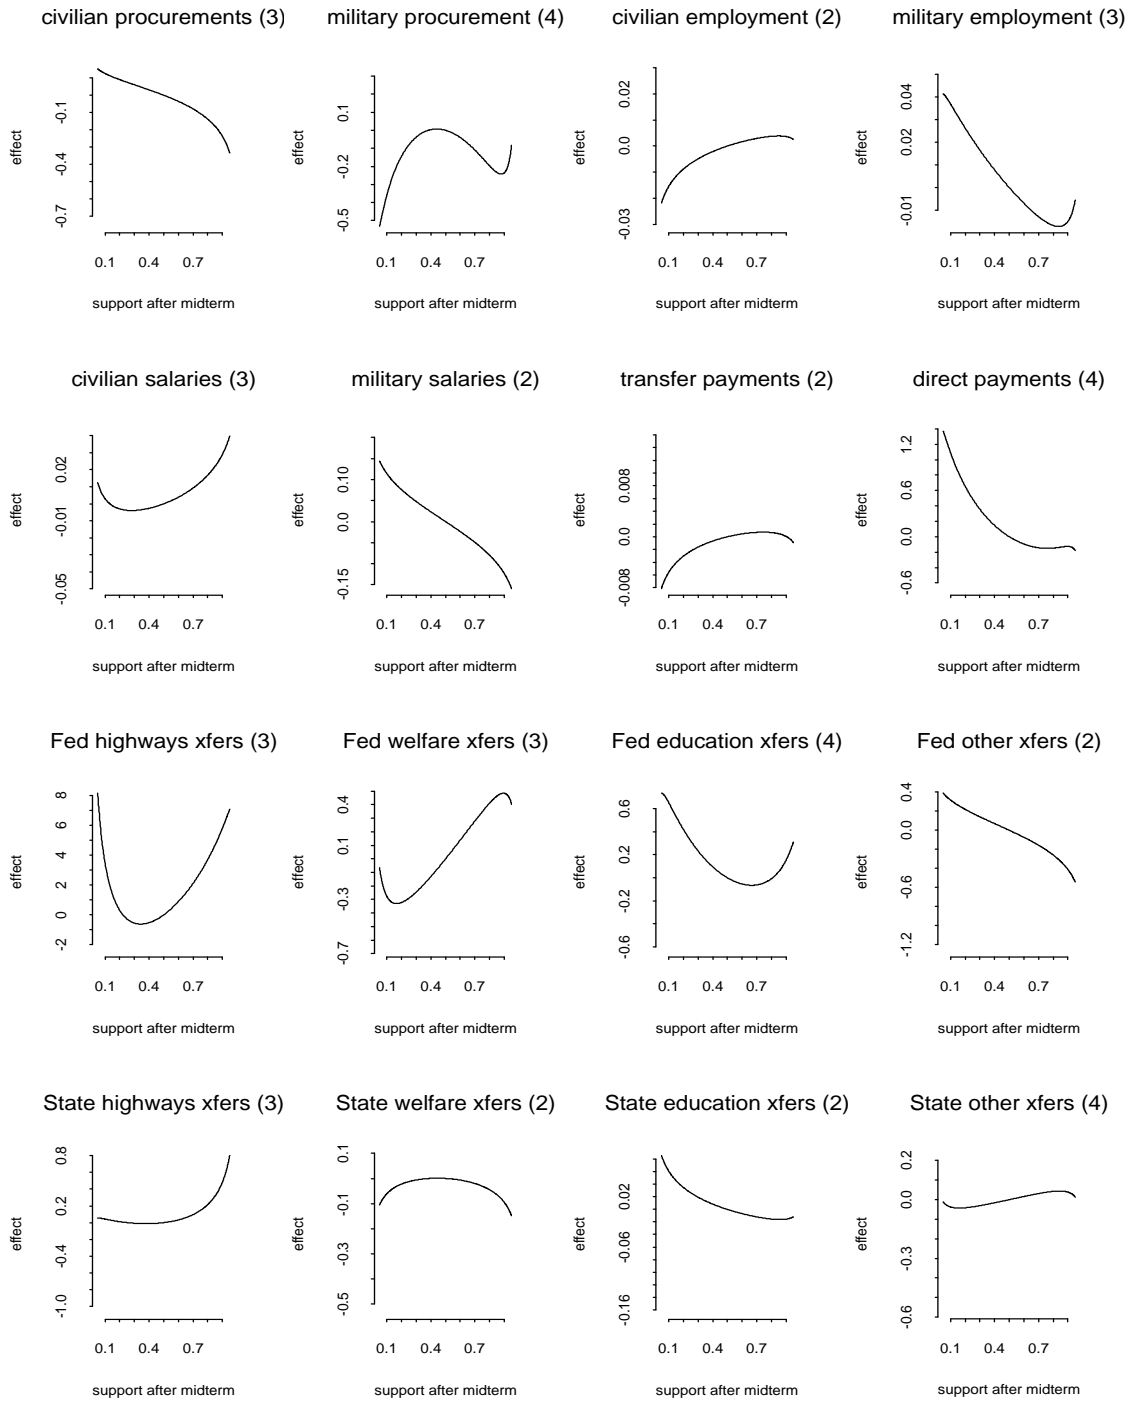 civilian procurements (3)
military procurement (4)
civilian employment (2)
military employment (3)
effect
-0.1
-0.4
-0.7
0.1 0.4 0.7
support after midterm
effect
0.1
-0.2
-0.5
0.1 0.4 0.7
support after midterm
effect
0.02
0.0
-0.03
0.1 0.4 0.7
support after midterm
effect
0.04
0.02
-0.01
0.1 0.4 0.7
support after midterm
civilian salaries (3)
military salaries (2)
transfer payments (2)
direct payments (4)
effect
0.02
-0.01
-0.05
0.1 0.4 0.7
support after midterm
effect
0.10
0.0
-0.15
0.1 0.4 0.7
support after midterm
effect
0.008
0.0
-0.008
0.1 0.4 0.7
support after midterm
effect
1.2
0.6
0.0
-0.6
0.1 0.4 0.7
support after midterm
Fed highways xfers (3)
Fed welfare xfers (3)
Fed education xfers (4)
Fed other xfers (2)
effect
8
6
4
2
0
-2
0.1 0.4 0.7
support after midterm
effect
0.4
0.1
-0.3
-0.7
0.1 0.4 0.7
support after midterm
effect
0.6
0.2
-0.2
-0.6
0.1 0.4 0.7
support after midterm
effect
0.4
0.0
-0.6
-1.2
0.1 0.4 0.7
support after midterm
State highways xfers (3)
State welfare xfers (2)
State education xfers (2)
State other xfers (4)
effect
0.8
0.2
-0.4
-1.0
0.1 0.4 0.7
support after midterm
effect
0.1
-0.1
-0.3
-0.5
0.1 0.4 0.7
support after midterm
effect
0.02
-0.06
-0.16
0.1 0.4 0.7
support after midterm
effect
0.2
0.0
-0.3
-0.6
0.1 0.4 0.7
support after midterm